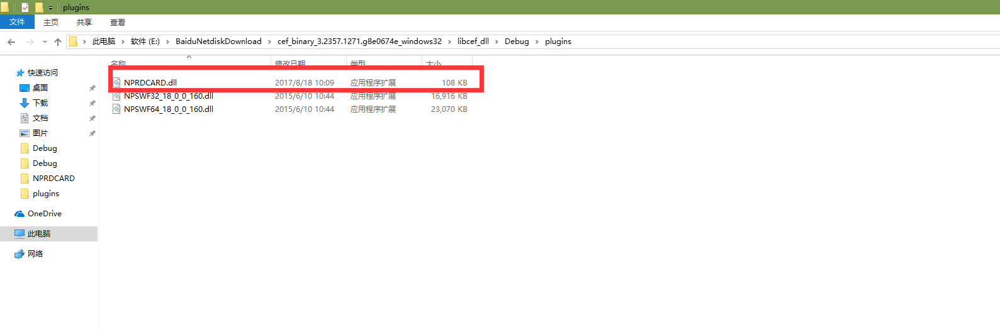 plugins
文件 主页 共享 查看
此电脑 软件 (E:) BaiduNetdiskDownload cef_binary_3.2357.1271.g8e0674e_windows32 libcef_dll Debug plugins
名称 修改日期 类型 大小
NPRDCARD.dll 2017/8/18 10:09 应用程序扩展 108 KB
NPSWF32_18_0_0_160.dll 2015/6/10 10:44 应用程序扩展 16,916 KB
NPSWF64_18_0_0_160.dll 2015/6/10 10:44 应用程序扩展 23,070 KB
快速访问
桌面
下载
文档
图片
Debug
Debug
NPRDCARD
plugins
OneDrive
此电脑
网络